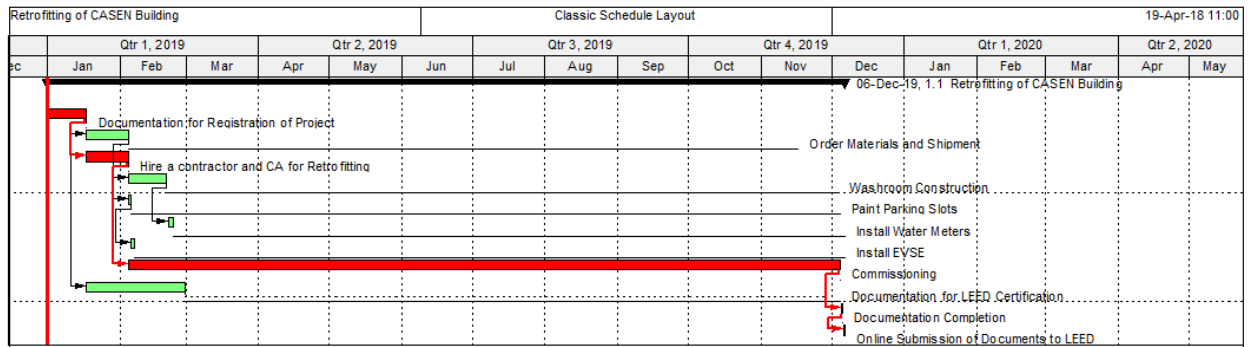 Retrofitting of CASEN Building Classic Schedule Layout 19-Apr-18 11:00
Qtr 1, 2019 Qtr 2, 2019 Qtr 3, 2019 Qtr 4, 2019 Qtr 1, 2020 Qtr 2, 2020
ec Jan Feb Mar Apr May Jun Jul Aug Sep Oct Nov Dec Jan Feb Mar Apr May
06-Dec-19, 1.1 Retrofitting of CASEN Building
Documentation for Registration of Project
Order Materials and Shipment
Hire a contractor and CA for Retrofitting
Washroom Construction
Paint Parking Slots
Install Water Meters
Install EVSE
Commissioning
Documentation for LEED Certification
Documentation Completion
Online Submission of Documents to LEED